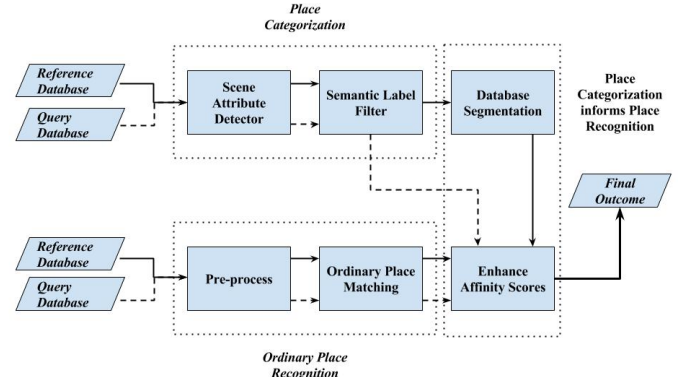 Place
Categorization
Reference
Database
Query
Database
Scene
Attribute
Detector
Semantic Label
Filter
Database
Segmentation
Place
Categorization
informs Place
Recognition
Final
Outcome
Reference
Database
Query
Database
Pre-process
Ordinary Place
Matching
Enhance
Affinity Scores
Ordinary Place
Recognition